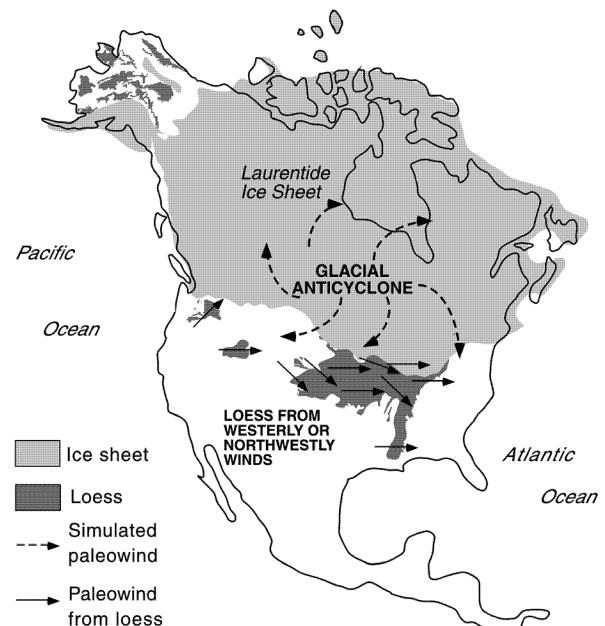 Laurentide
Ice Sheet
Pacific
Ocean
GLACIAL
ANTICYCLONE
LOESS FROM
WESTERLY OR
NORTHWESTLY
WINDS
Atlantic
Ocean
Ice sheet
Loess
Simulated
paleowind
Paleowind
from loess